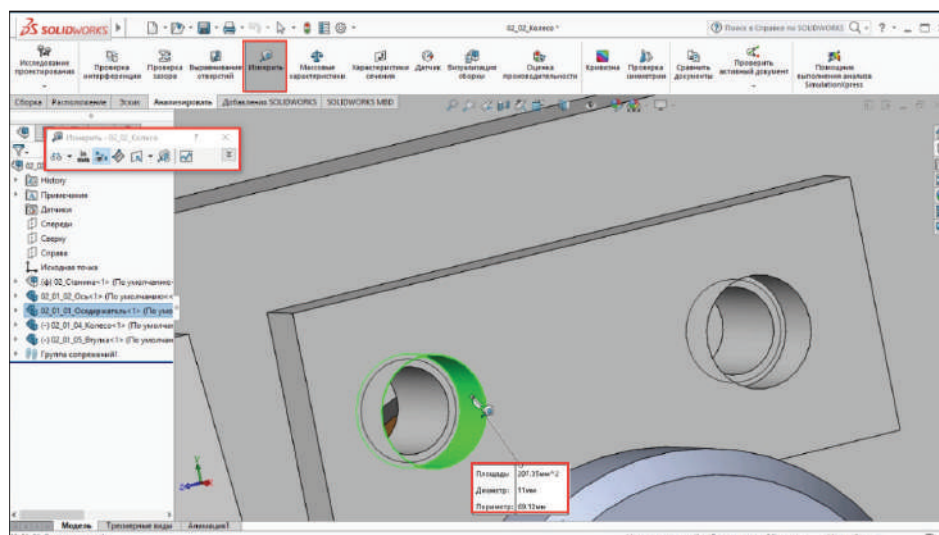 SOLIDWORKS
02_02_Колесо *
Поиск в Справке по SOLIDWORKS
Исследование проектирования
Проверка интерференции
Проверка зазора
Выравнивание отверстий
Измерить
Массовые характеристики
Характеристики сечения
Датчик
Визуализация сборки
Оценка производительности
Кривизна
Проверка симметрии
Сравнить документы
Проверить активный документ
Помощник выполнения анализа SimulationXpress
Сборка Расположение Эскиз Анализировать Добавления SOLIDWORKS SOLIDWORKS MBD
Измерить - 02_02_Колесо
History
Примечания
Датчики
Спереди
Сверху
Справа
Исходная точка
(ф) 02_Станина<1> (По умолчанию
02_01_02_Ось<1> (По умолчанию<
02_01_01_Оседержатель<1> (По умо
(-) 02_01_04_Колесо<1> (По умолчан
(-) 02_01_05_Втулка<1> (По умолчан
Группа сопряжений1
Площадь: 207.35мм^2
Диаметр: 11мм
Периметр: 69.12мм
Модель Трехмерные виды Анимация1